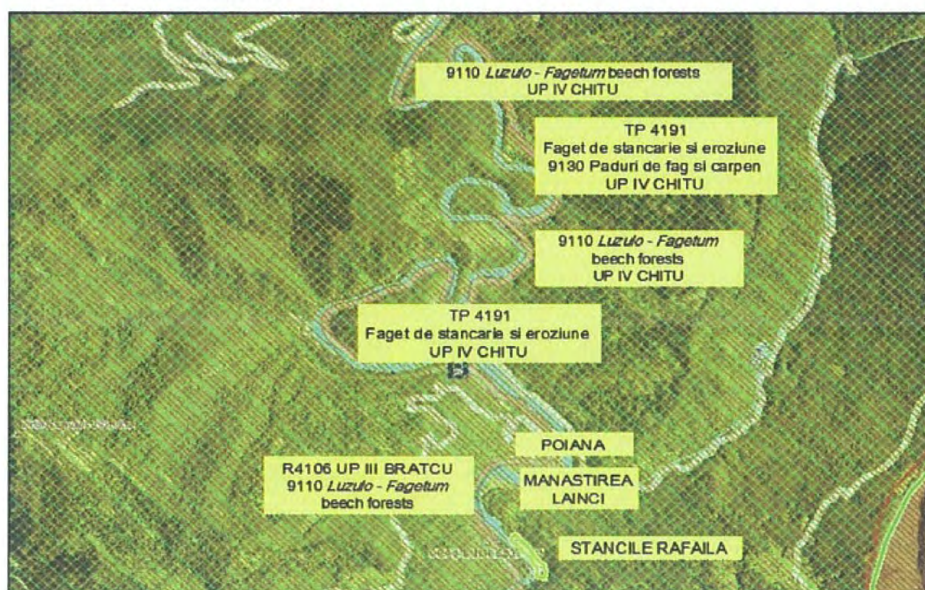 9110 Luzulo - Fagetum beech forests
UP IV CHITU
TP 4191
Faget de stancarie si eroziune
9130 Paduri de fag si carpen
UP IV CHITU
9110 Luzulo - Fagetum
beech forests
UP IV CHITU
TP 4191
Faget de stancarie si eroziune
UP IV CHITU
B
POIANA
R4106 UP III BRATCU
9110 Luzulo - Fagetum
beech forests
MANASTIREA
LAINCI
STANCILE RAFAILA